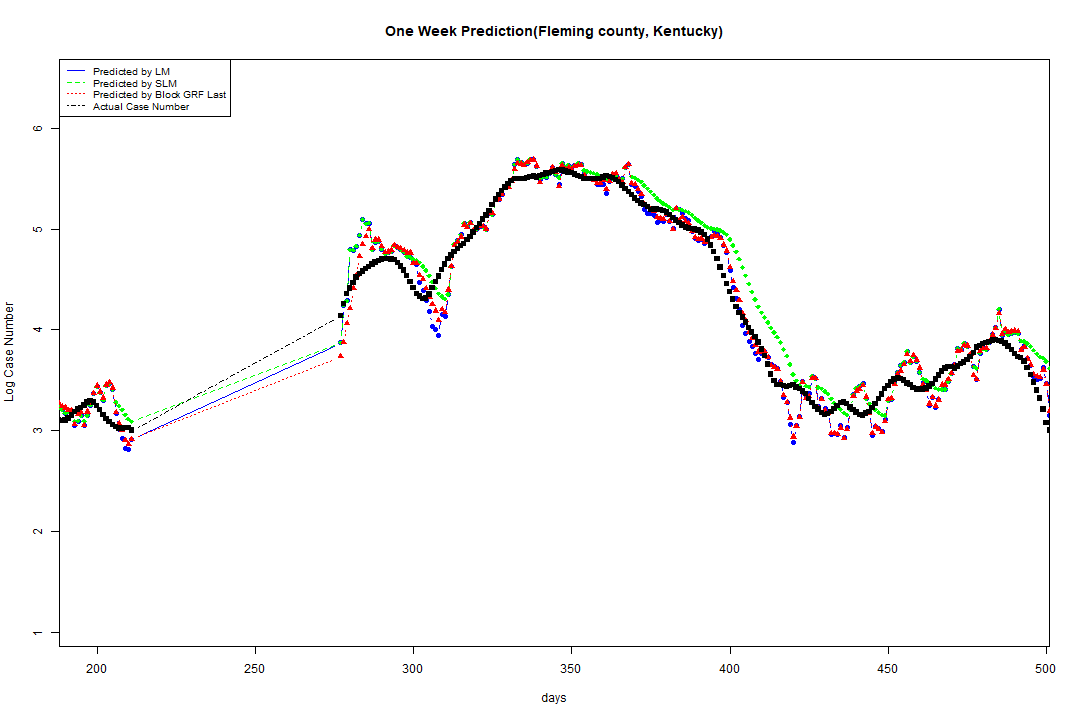 One Week Prediction(Fleming county, Kentucky)
Predicted by LM
Predicted by SLM
Predicted by Block GRF Last
Actual Case Number
Log Case Number
6
5
4
3
2
1
200 250 300 350 400 450 500
days